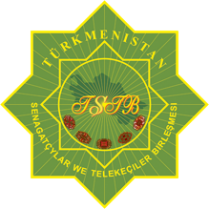 TÜRKMENISTAN
TSTB
SENAGATÇYLAR WE TELEKEÇILER BIRLEŞMESI